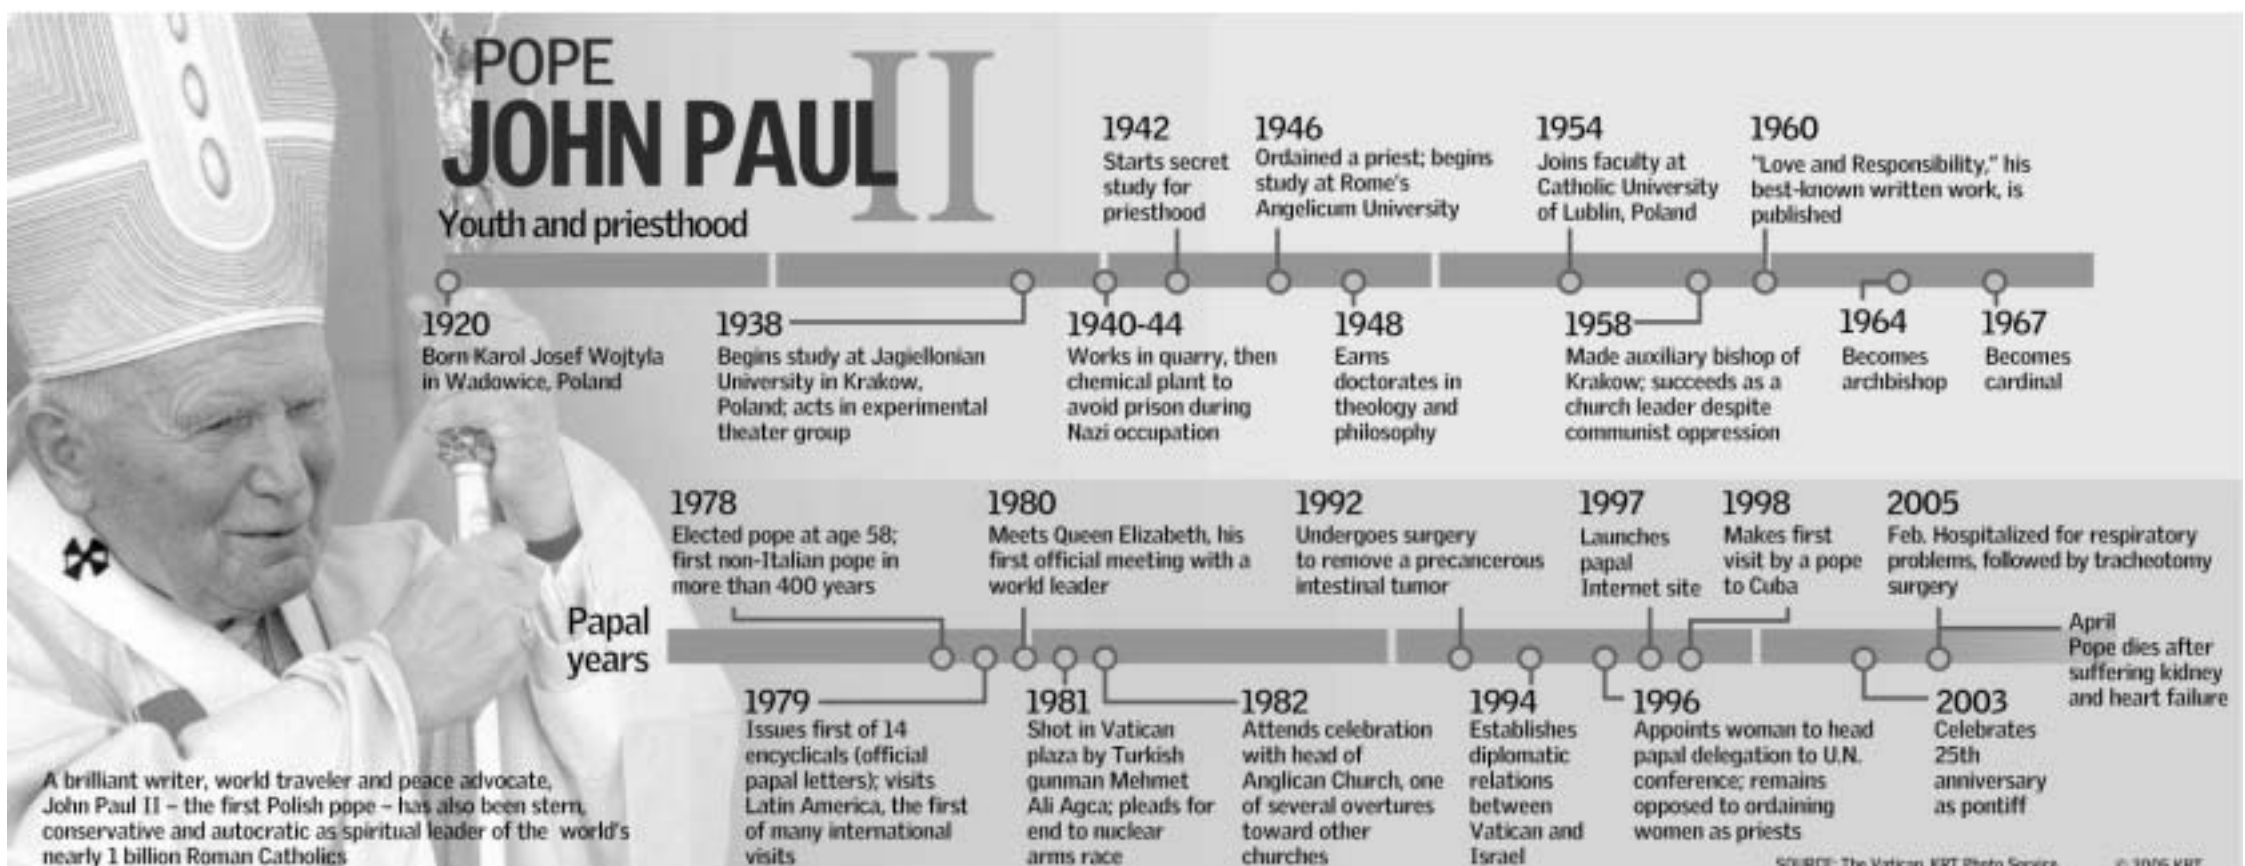 POPE
JOHN PAUL II
Youth and priesthood
1942
Starts secret
study for
priesthood
1946
Ordained a priest; begins
study at Rome's
Angelicum University
1954
Joins faculty at
Catholic University
of Lublin, Poland
1960
"Love and Responsibility," his
best-known written work, is
published
1920
Born Karol Josef Wojtyla
in Wadowice, Poland
1938
Begins study at Jagiellonian
University in Krakow,
Poland; acts in experimental
theater group
1940-44
Works in quarry, then
chemical plant to
avoid prison during
Nazi occupation
1948
Earns
doctorates in
theology and
philosophy
1958
Made auxiliary bishop of
Krakow; succeeds as a
church leader despite
communist oppression
1964
Becomes
archbishop
1967
Becomes
cardinal
Papal
years
1978
Elected pope at age 58;
first non-Italian pope in
more than 400 years
1980
Meets Queen Elizabeth, his
first official meeting with a
world leader
1992
Undergoes surgery
to remove a precancerous
intestinal tumor
1997
Launches
papal
Internet site
1998
Makes first
visit by a pope
to Cuba
2005
Feb. Hospitalized for respiratory
problems, followed by tracheotomy
surgery
April
Pope dies after
suffering kidney
and heart failure
1979
Issues first of 14
encyclicals (official
papal letters); visits
Latin America, the first
of many international
visits
1981
Shot in Vatican
plaza by Turkish
gunman Mehmet
Ali Agca; pleads for
end to nuclear
arms race
1982
Attends celebration
with head of
Anglican Church, one
of several overtures
toward other
churches
1994
Establishes
diplomatic
relations
between
Vatican and
Israel
1996
Appoints woman to head
papal delegation to U.N.
conference; remains
opposed to ordaining
women as priests
2003
Celebrates
25th
anniversary
as pontiff
A brilliant writer, world traveler and peace advocate,
John Paul II – the first Polish pope – has also been stern,
conservative and autocratic as spiritual leader of the world's
nearly 1 billion Roman Catholics
SOURCE: The Vatican, KRT Photo Service
© 2005 KRT